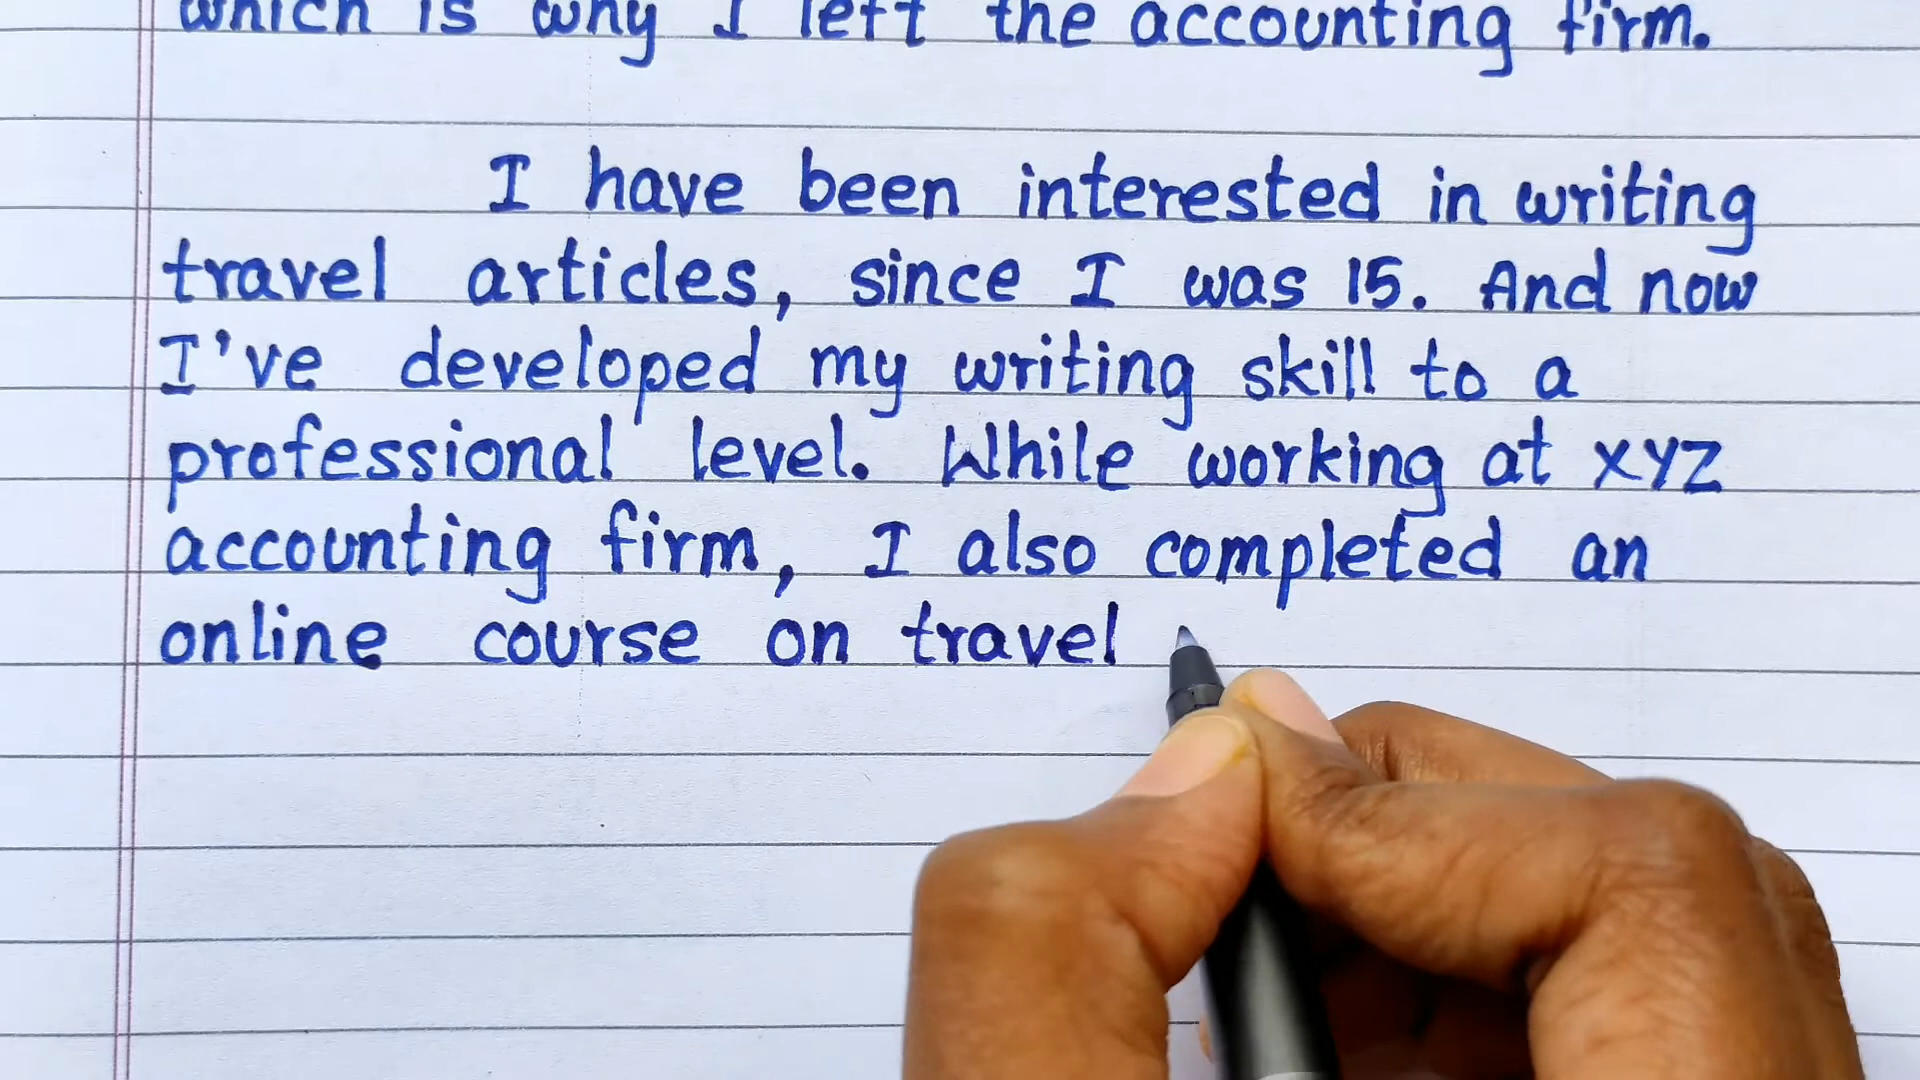 which is why I left the accounting firm.
I have been interested in writing
travel articles, since I was 15. And now
I've developed my writing skill to a
professional level. While working at XYZ
accounting firm, I also completed an
online course on travel